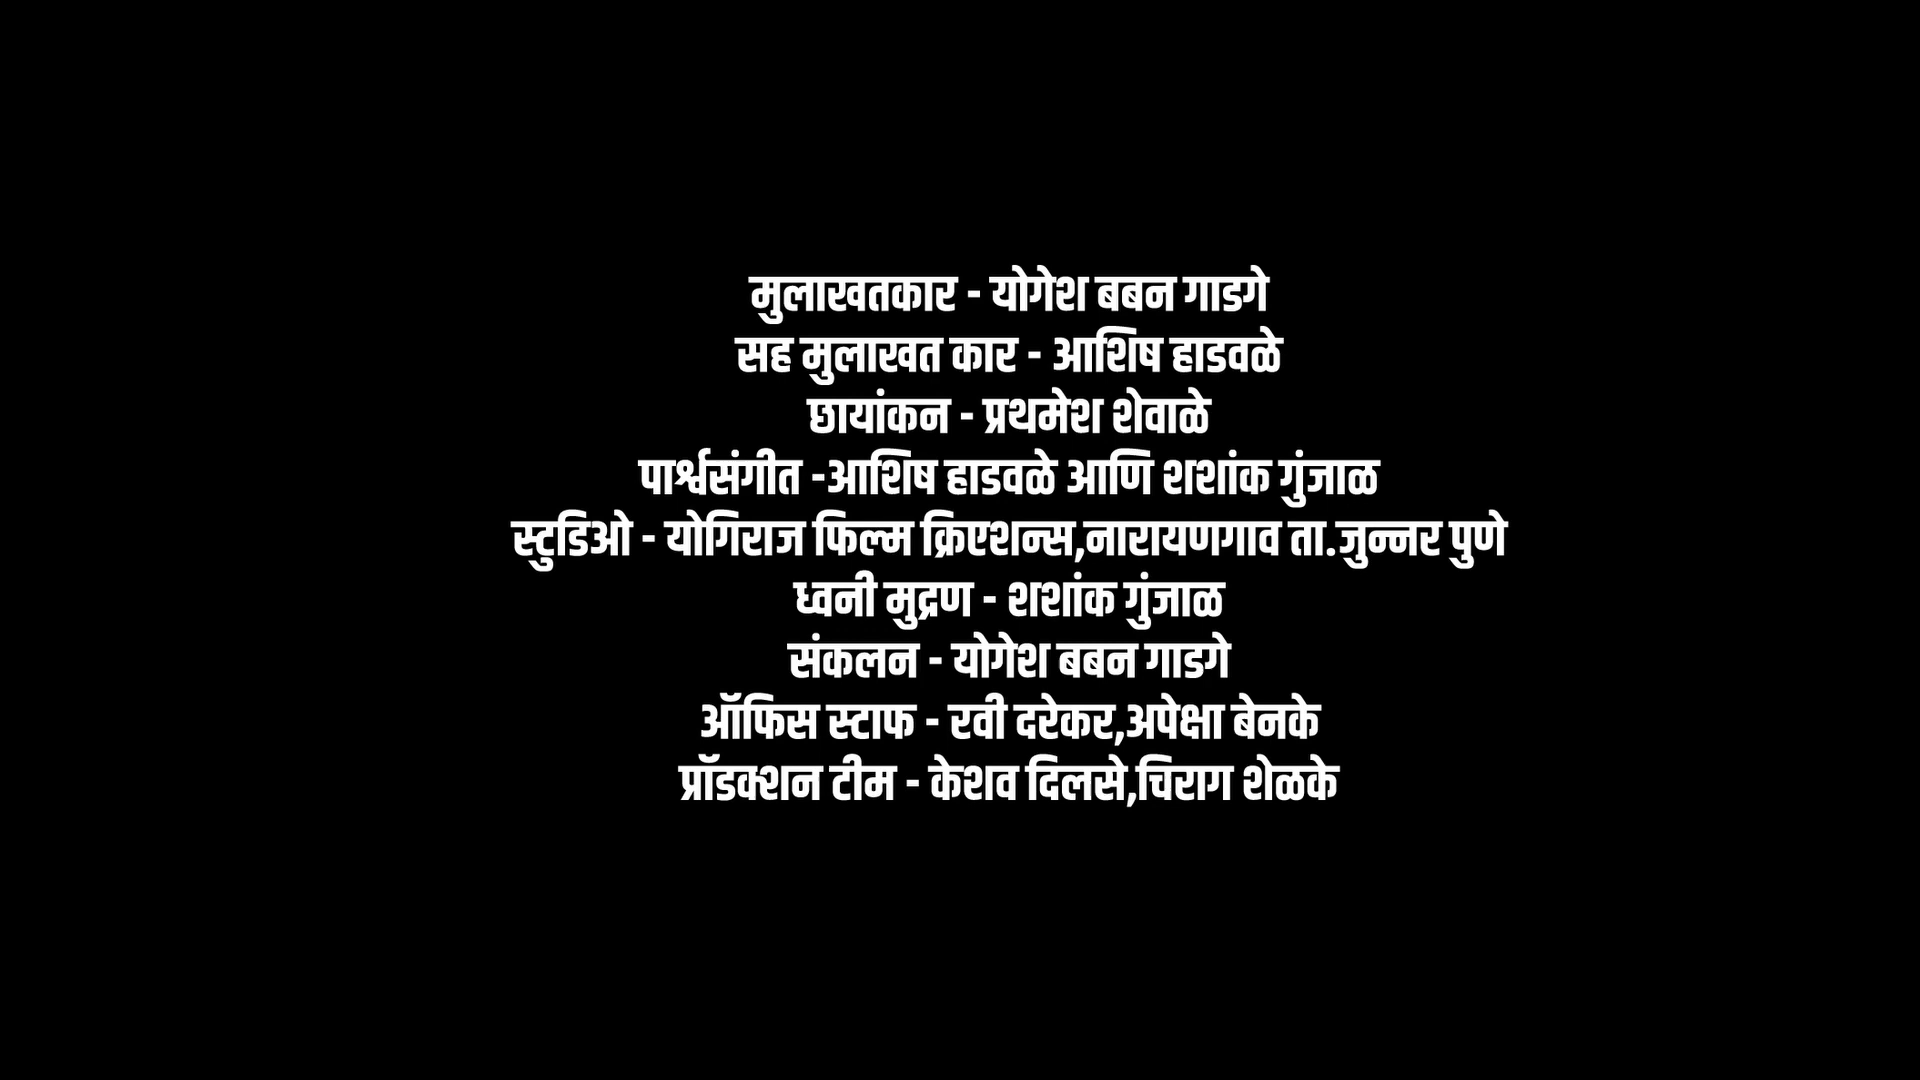 मुलाखतकार - योगेश बबन गाडगे
सह मुलाखत कार - आशिष हाडवळे
छायांकन - प्रथमेश शेवाळे
पार्श्वसंगीत -आशिष हाडवळे आणि शशांक गुंजाळ
स्टुडिओ - योगिराज फिल्म क्रिएशन्स,नारायणगाव ता.जुन्नर पुणे
ध्वनी मुद्रण - शशांक गुंजाळ
संकलन - योगेश बबन गाडगे
ऑफिस स्टाफ - रवी दरेकर,अपेक्षा बेनके
प्रॉडक्शन टीम - केशव दिलसे,चिराग शेळके